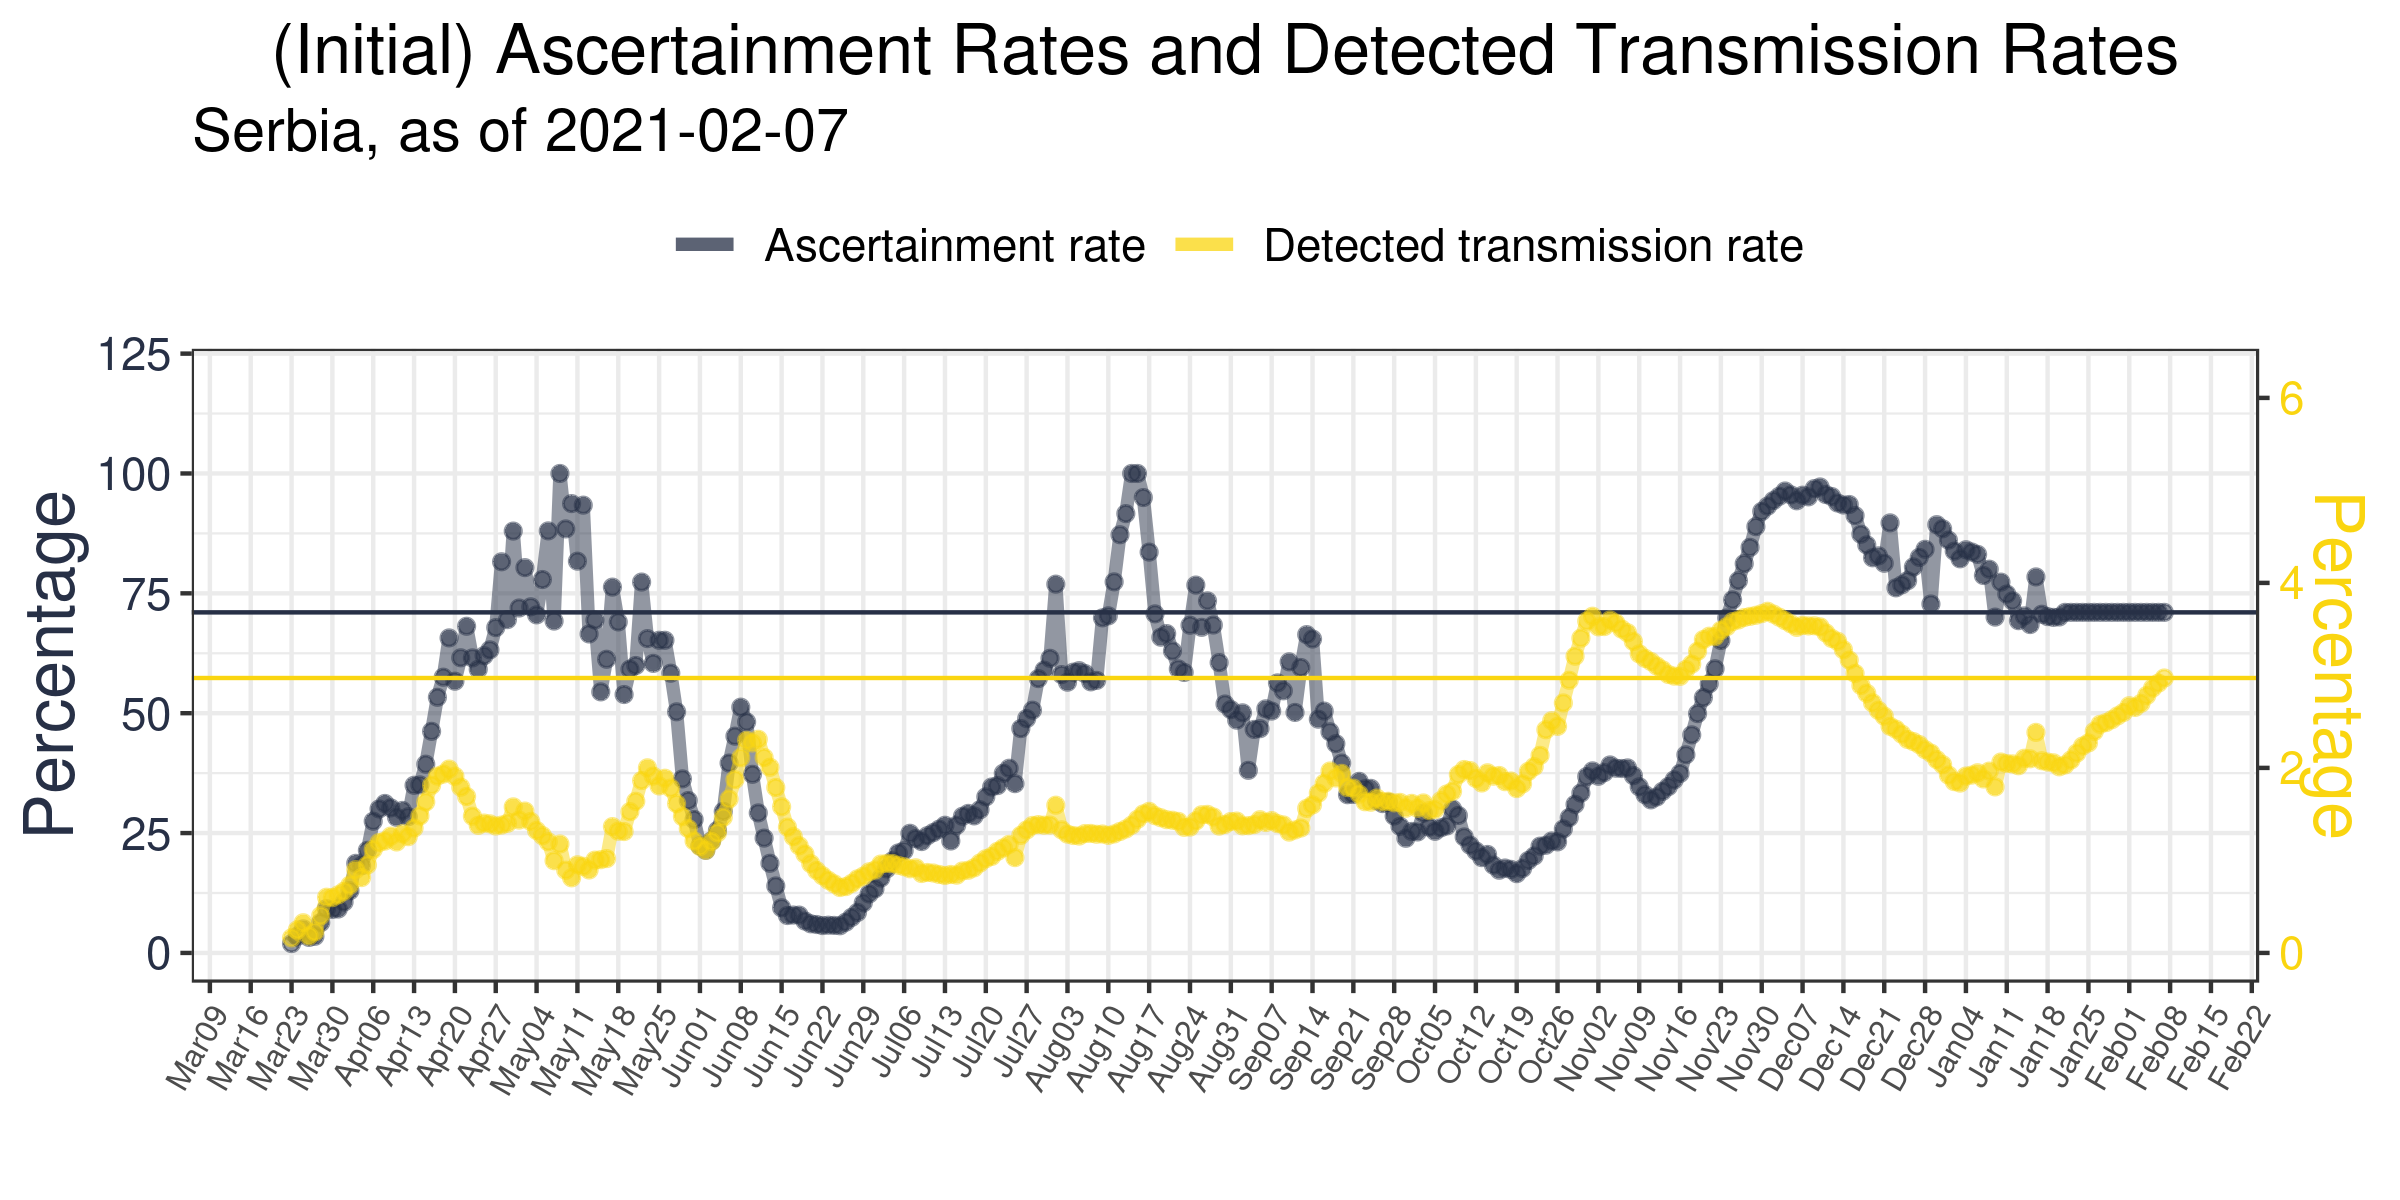 (Initial) Ascertainment Rates and Detected Transmission Rates
Serbia, as of 2021-02-07
Ascertainment rate
Detected transmission rate
Percentage
125
100
75
50
25
0
6
4
2
0
Percentage
Mar09
Mar16
Mar23
Mar30
Apr06
Apr13
Apr20
Apr27
May04
May11
May18
May25
Jun01
Jun08
Jun15
Jun22
Jun29
Jul06
Jul13
Jul20
Jul27
Aug03
Aug10
Aug17
Aug24
Aug31
Sep07
Sep14
Sep21
Sep28
Oct05
Oct12
Oct19
Oct26
Nov02
Nov09
Nov16
Nov23
Nov30
Dec07
Dec14
Dec21
Dec28
Jan04
Jan11
Jan18
Jan25
Feb01
Feb08
Feb15
Feb22